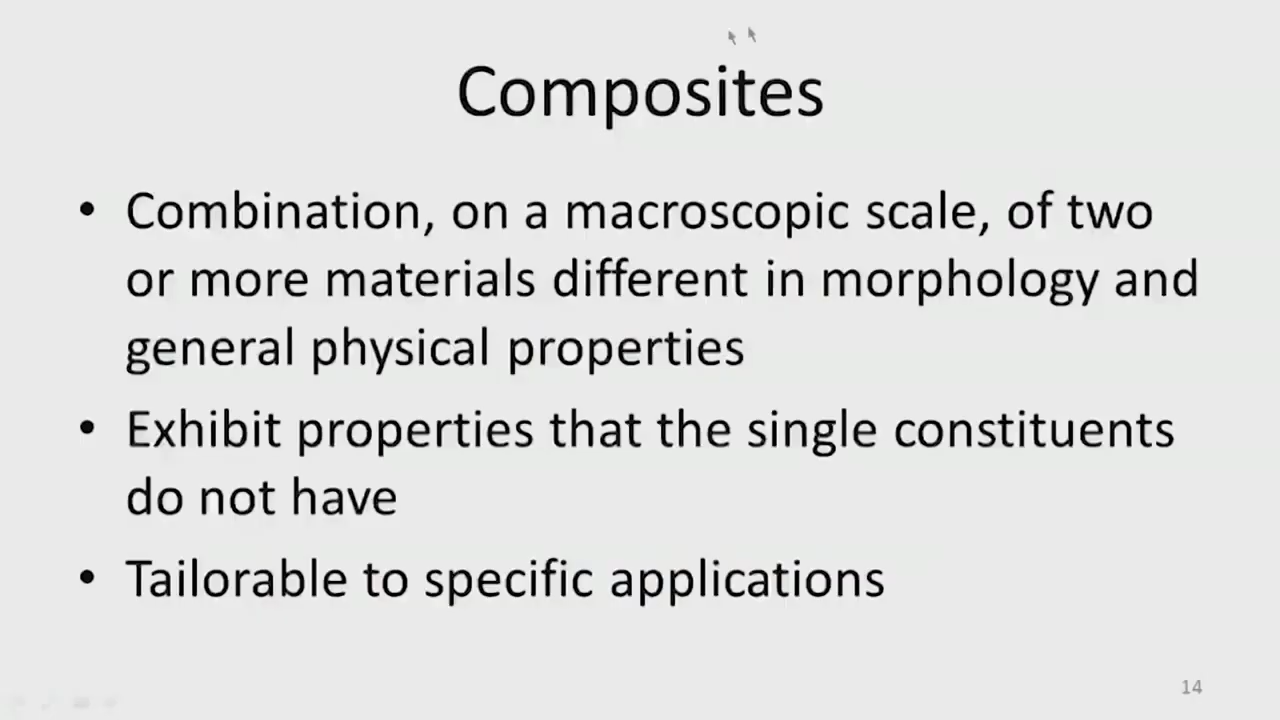 Composites
• Combination, on a macroscopic scale, of two
or more materials different in morphology and
general physical properties
• Exhibit properties that the single constituents
do not have
• Tailorable to specific applications
14